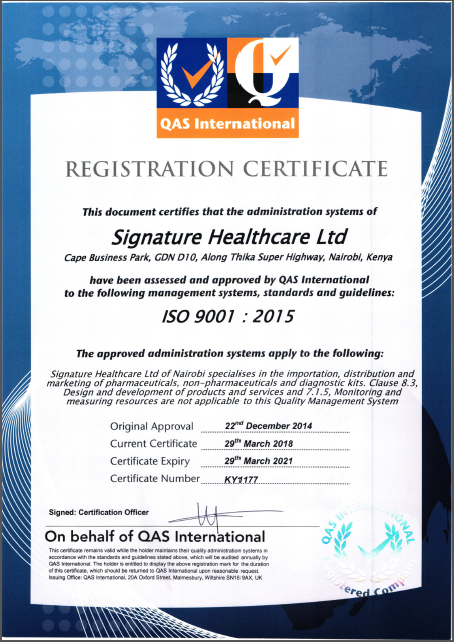 QAS International
REGISTRATION CERTIFICATE
This document certifies that the administration systems of
Signature Healthcare Ltd
Cape Business Park, GDN D10, Along Thika Super Highway, Nairobi, Kenya
have been assessed and approved by QAS International
to the following management systems, standards and guidelines:
ISO 9001 : 2015
The approved administration systems apply to the following:
Signature Healthcare Ltd of Nairobi specialises in the importation, distribution and
marketing of pharmaceuticals, non-pharmaceuticals and diagnostic kits. Clause 8.3,
Design and development of products and services and 7.1.5, Monitoring and
measuring resources are not applicable to this Quality Management System
Original Approval 22nd December 2014
Current Certificate 29th March 2018
Certificate Expiry 29th March 2021
Certificate Number KY1177
Signed: Certification Officer
On behalf of QAS International
This certificate remains valid while the holder maintains their quality administration systems in
accordance with the standards and guidelines stated above, which will be audited annually by
QAS International. The holder is entitled to display the above registration mark for the duration
of this certificate, which should be returned to QAS International upon reasonable request.
Issuing Office: QAS International, 20A Oxford Street, Malmesbury, Wiltshire SN16-9AX, UK